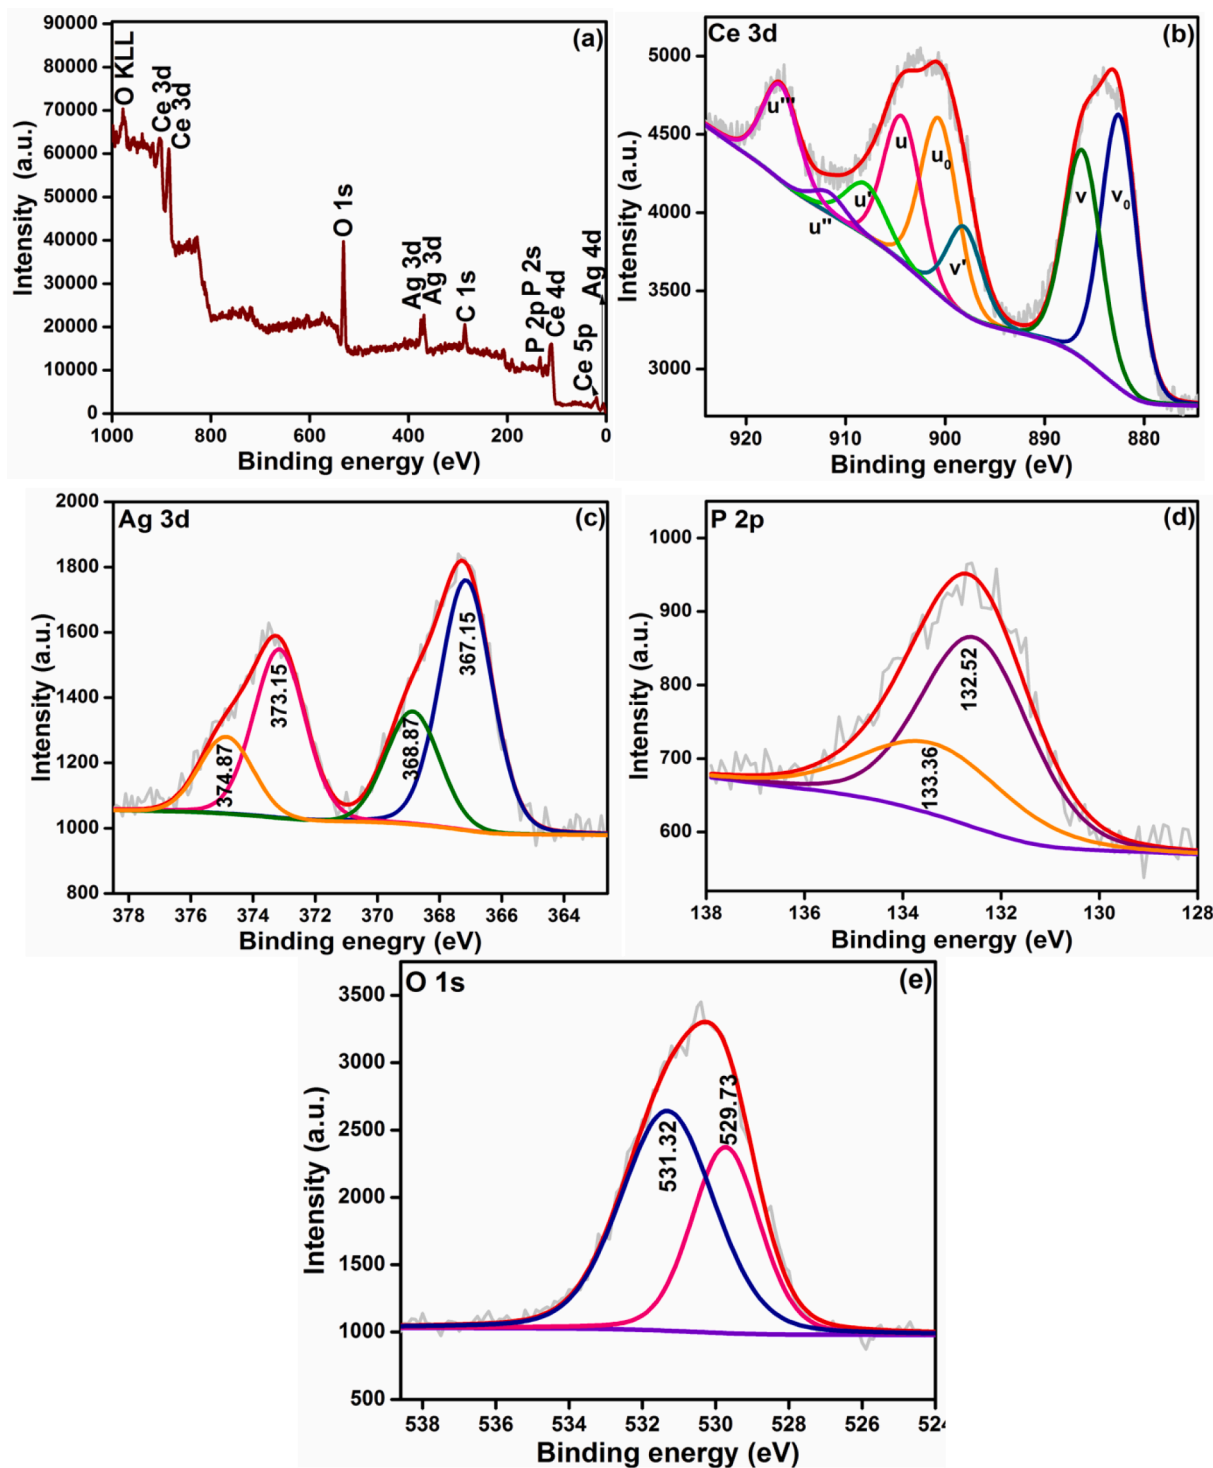 (a)
O KLL
Ce 3d
Ce 3d
O 1s
Ag 3d
Ag 3d
C 1s
P 2p P 2s
Ce 4d
Ce 5p
Ag 4d
90000
80000
70000
60000
50000
40000
30000
20000
10000
0
Intensity (a.u.)
1000 800 600 400 200 0
Binding energy (eV)
Ce 3d (b)
u'''
u''
u'
u
u0
v'
v
v0
5000
4500
4000
3500
3000
Intensity (a.u.)
920 910 900 890 880
Binding energy (eV)
Ag 3d (c)
374.87
373.15
368.87
367.15
2000
1800
1600
1400
1200
1000
800
Intensity (a.u.)
378 376 374 372 370 368 366 364
Binding enegry (eV)
P 2p (d)
133.36
132.52
1000
900
800
700
600
Intensity (a.u.)
138 136 134 132 130 128
Binding energy (eV)
O 1s (e)
531.32
529.73
3500
3000
2500
2000
1500
1000
500
Intensity (a.u.)
538 536 534 532 530 528 526 524
Binding energy (eV)